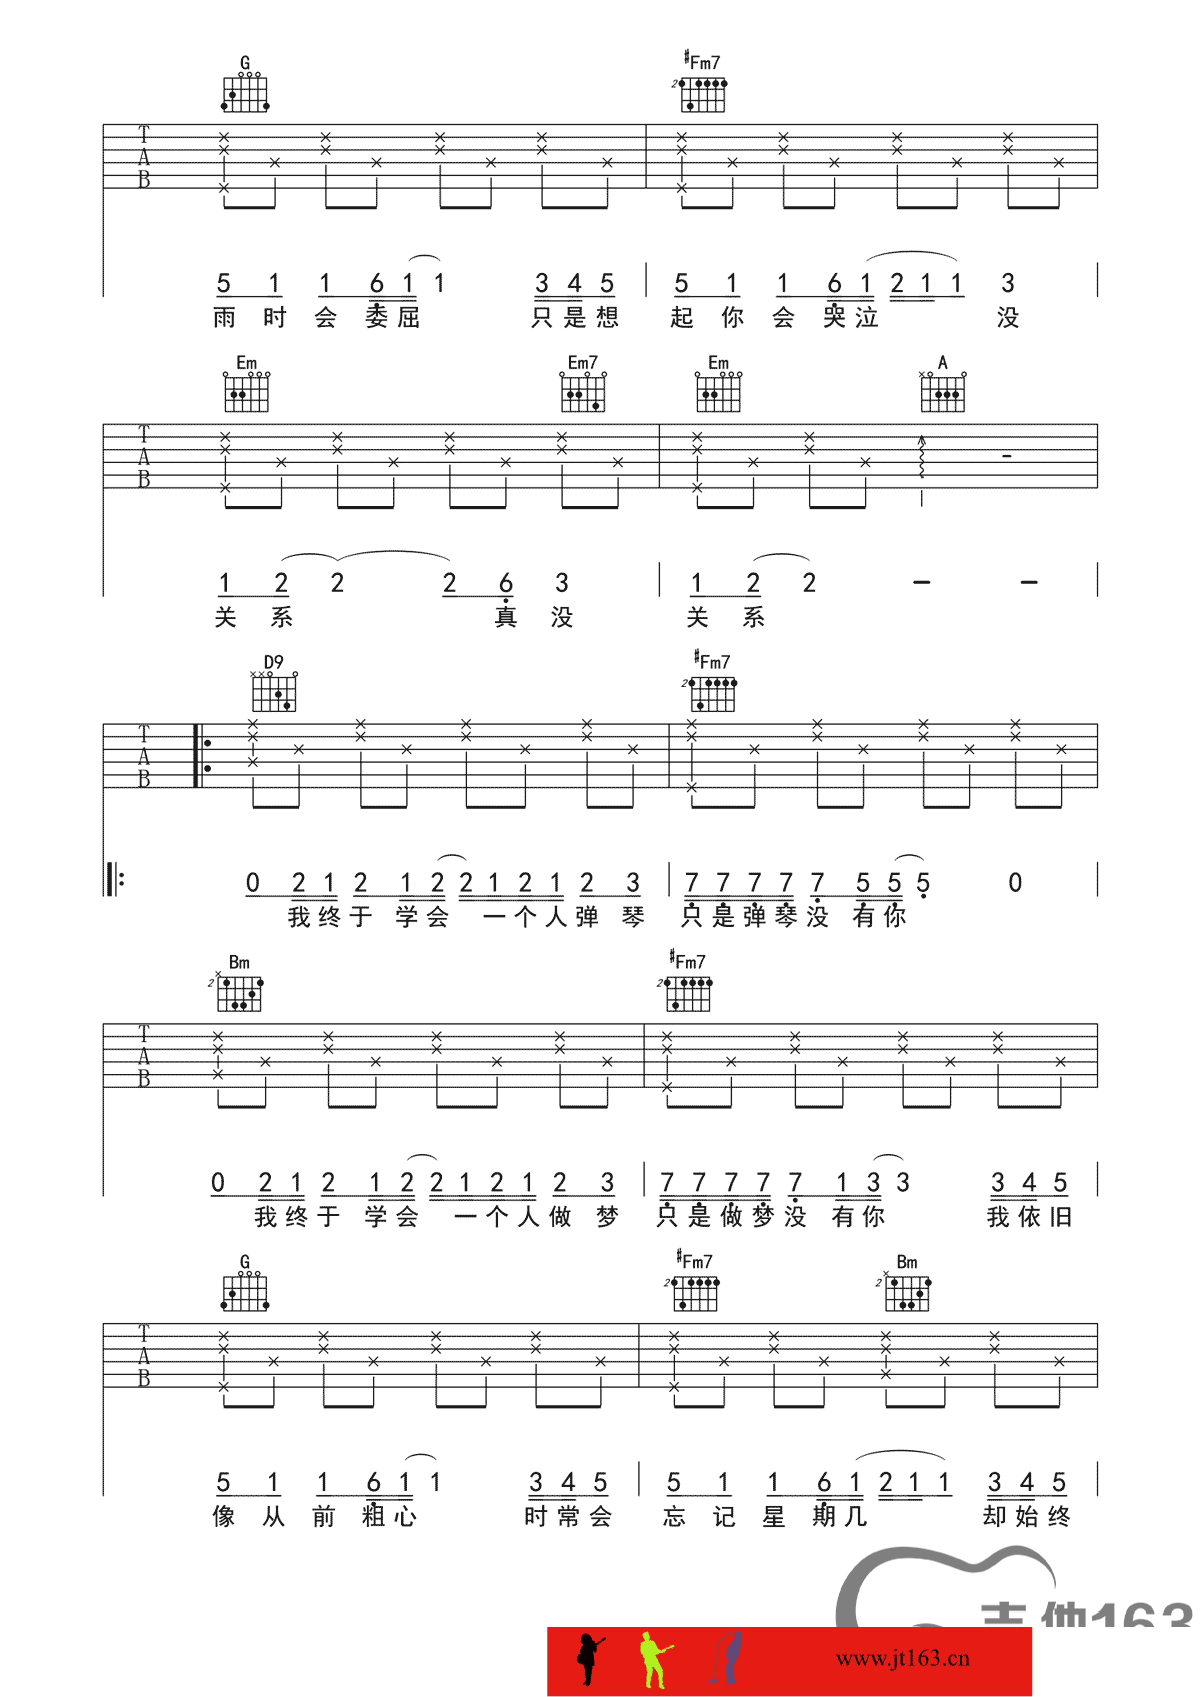 G #Fm7
2
T
A
B
5 1 1 6 1 1 3 4 5 5 1 1 6 1 2 1 1 3
雨 时 会 委 屈 只 是 想 起 你 会 哭 泣 没
Em Em7 Em A
T
A
B
1 2 2 2 6 3 1 2 2 – –
关 系 真 没 关 系
D9 #Fm7
2
T
A
B
0 2 1 2 1 2 2 1 2 1 2 3 7 7 7 7 7 5 5 5 0
我 终 于 学 会 一 个 人 弹 琴 只 是 弹 琴 没 有 你
Bm #Fm7
2 2
T
A
B
0 2 1 2 1 2 2 1 2 1 2 3 7 7 7 7 7 1 3 3 3 4 5
我 终 于 学 会 一 个 人 做 梦 只 是 做 梦 没 有 你 我 依 旧
G #Fm7 Bm
2 2
T
A
B
5 1 1 6 1 1 3 4 5 5 1 1 6 1 2 1 1 3 4 5
像 从 前 粗 心 时 常 会 忘 记 星 期 几 却 始 终
吉他163
www.jt163.cn